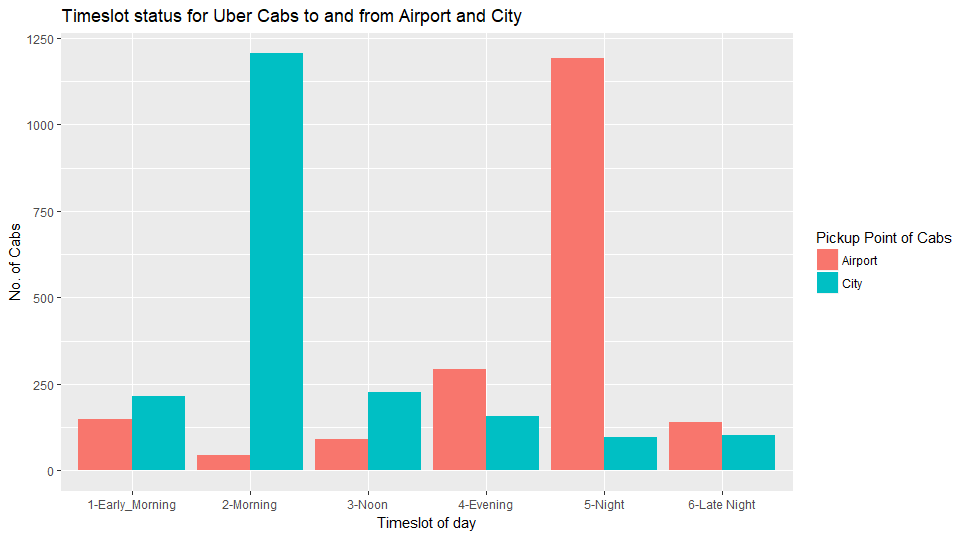 Timeslot status for Uber Cabs to and from Airport and City
1250
1000
750
500
250
0
No. of Cabs
1-Early_Morning 2-Morning 3-Noon 4-Evening 5-Night 6-Late Night
Timeslot of day
Pickup Point of Cabs
Airport
City